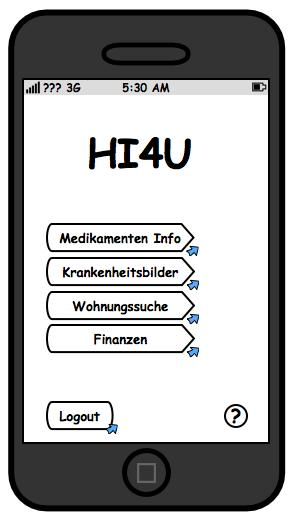 ??? 3G 5:30 AM
HI4U
Medikamenten Info
Krankenheitsbilder
Wohnungssuche
Finanzen
Logout ?